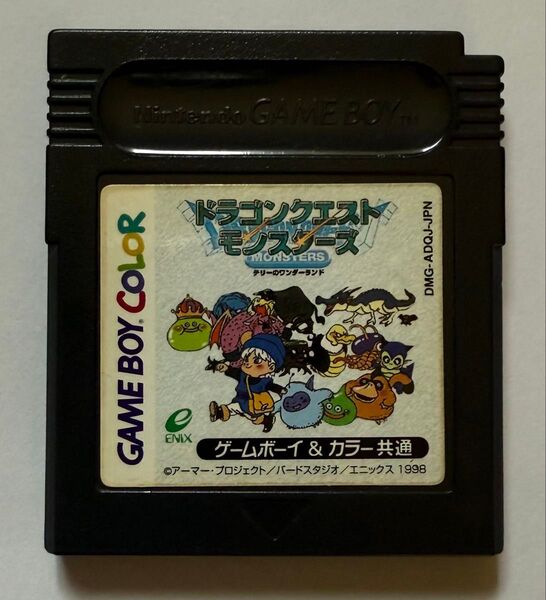 Nintendo GAME BOY TM
GAME BOY COLOR
ドラゴンクエスト
モンスターズ
MONSTERS
テリーのワンダーランド
DMG-ADQJ-JPN
ENIX
ゲームボーイ & カラー共通
©アーマー・プロジェクト/バードスタジオ/エニックス 1998